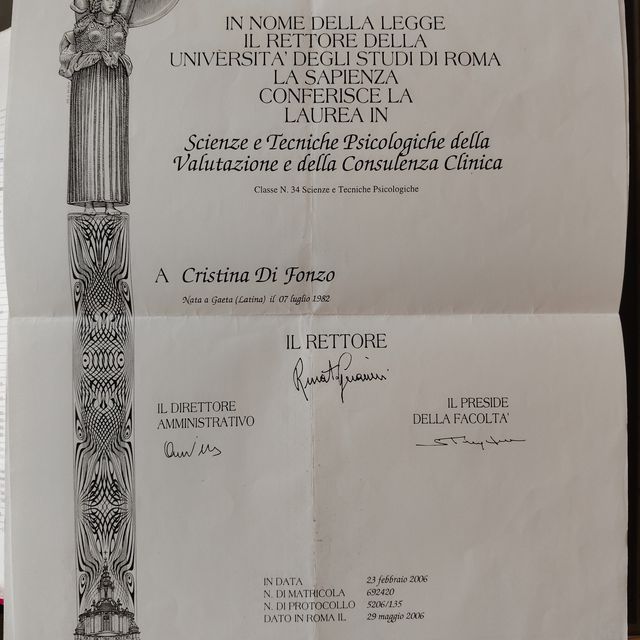 IN NOME DELLA LEGGE
IL RETTORE DELLA
UNIVERSITA' DEGLI STUDI DI ROMA
LA SAPIENZA
CONFERISCE LA
LAUREA IN
Scienze e Tecniche Psicologiche della
Valutazione e della Consulenza Clinica
Classe N. 34 Scienze e Tecniche Psicologiche
A Cristina Di Fonzo
Nata a Gaeta (Latina) il 07 luglio 1982
IL RETTORE
IL DIRETTORE
AMMINISTRATIVO
IL PRESIDE
DELLA FACOLTA'
IN DATA 23 febbraio 2006
N. DI MATRICOLA 692420
N. DI PROTOCOLLO 5206/135
DATO IN ROMA IL 29 maggio 2006